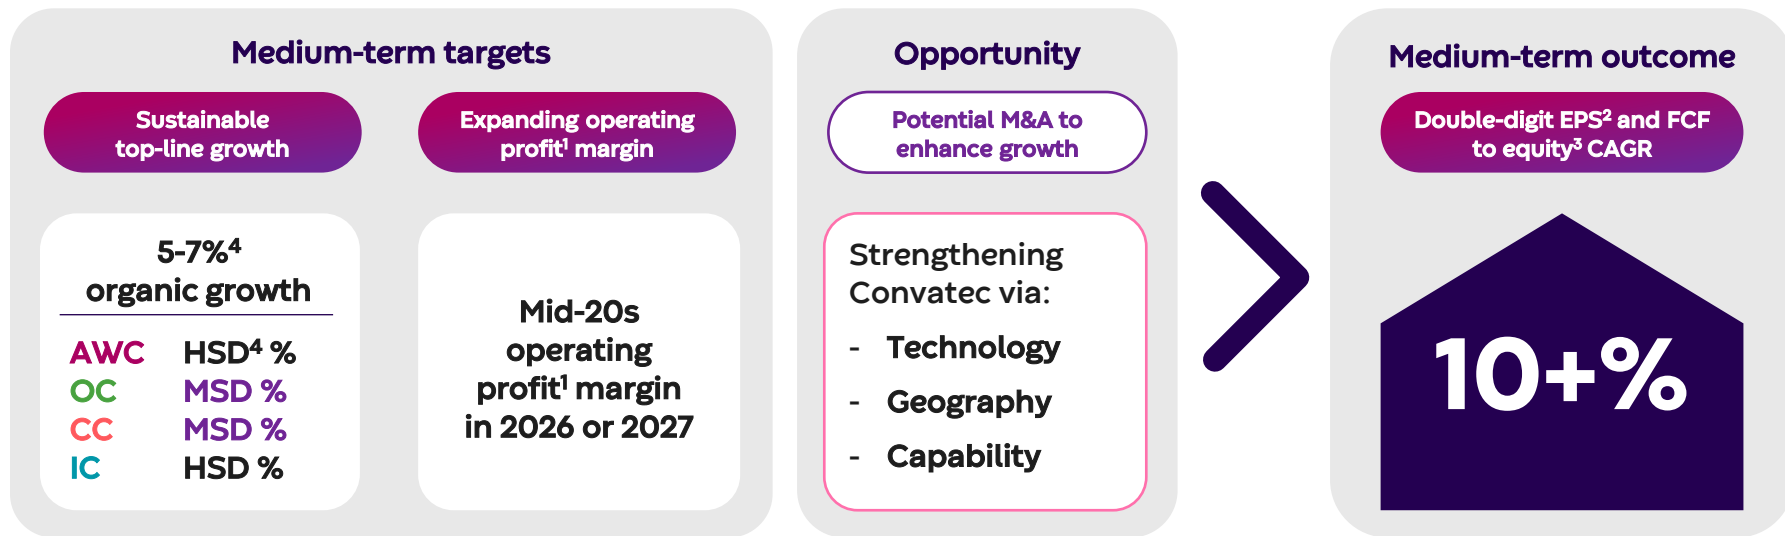 Medium-term targets
Sustainable
top-line growth
5-7%⁴
organic growth
AWC HSD⁴ %
OC MSD %
CC MSD %
IC HSD %
Expanding operating
profit¹ margin
Mid-20s
operating
profit¹ margin
in 2026 or 2027
Opportunity
Potential M&A to
enhance growth
Strengthening
Convatec via:
- Technology
- Geography
- Capability
Medium-term outcome
Double-digit EPS² and FCF
to equity³ CAGR
10+%